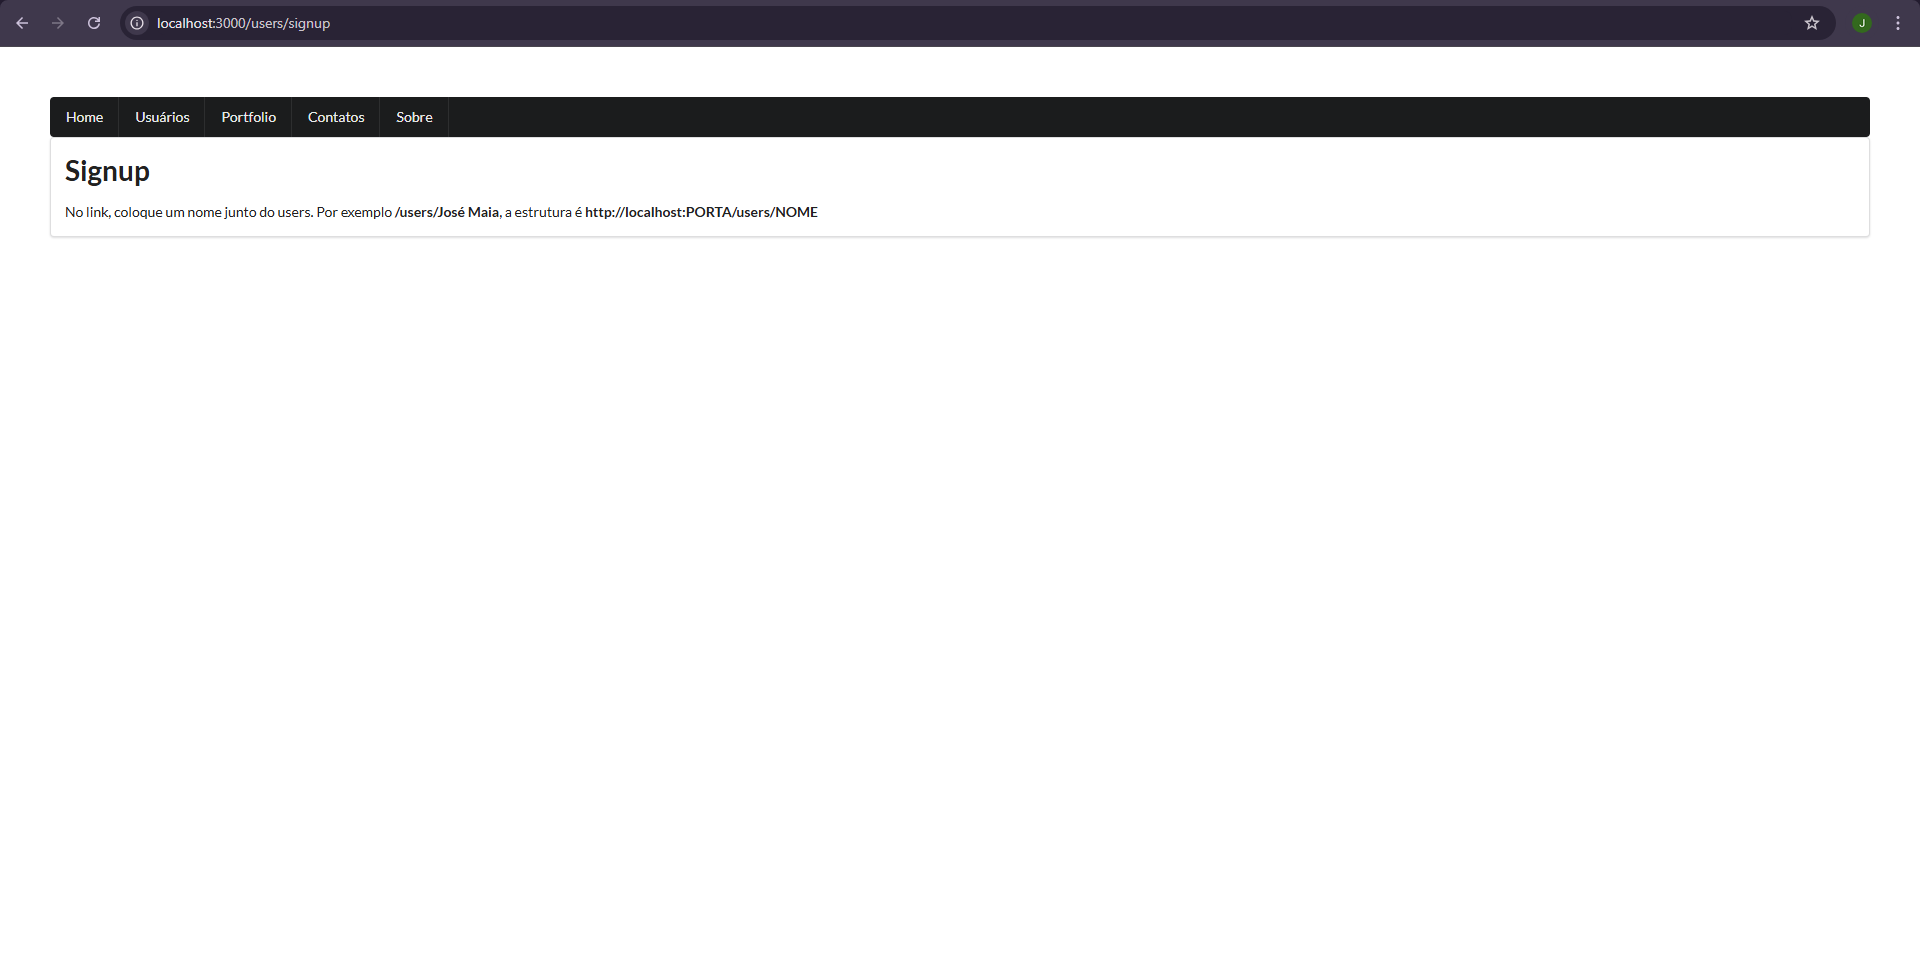 localhost:3000/users/signup
J
Home Usuários Portfolio Contatos Sobre
Signup
No link, coloque um nome junto do users. Por exemplo /users/José Maia, a estrutura é http://localhost:PORTA/users/NOME